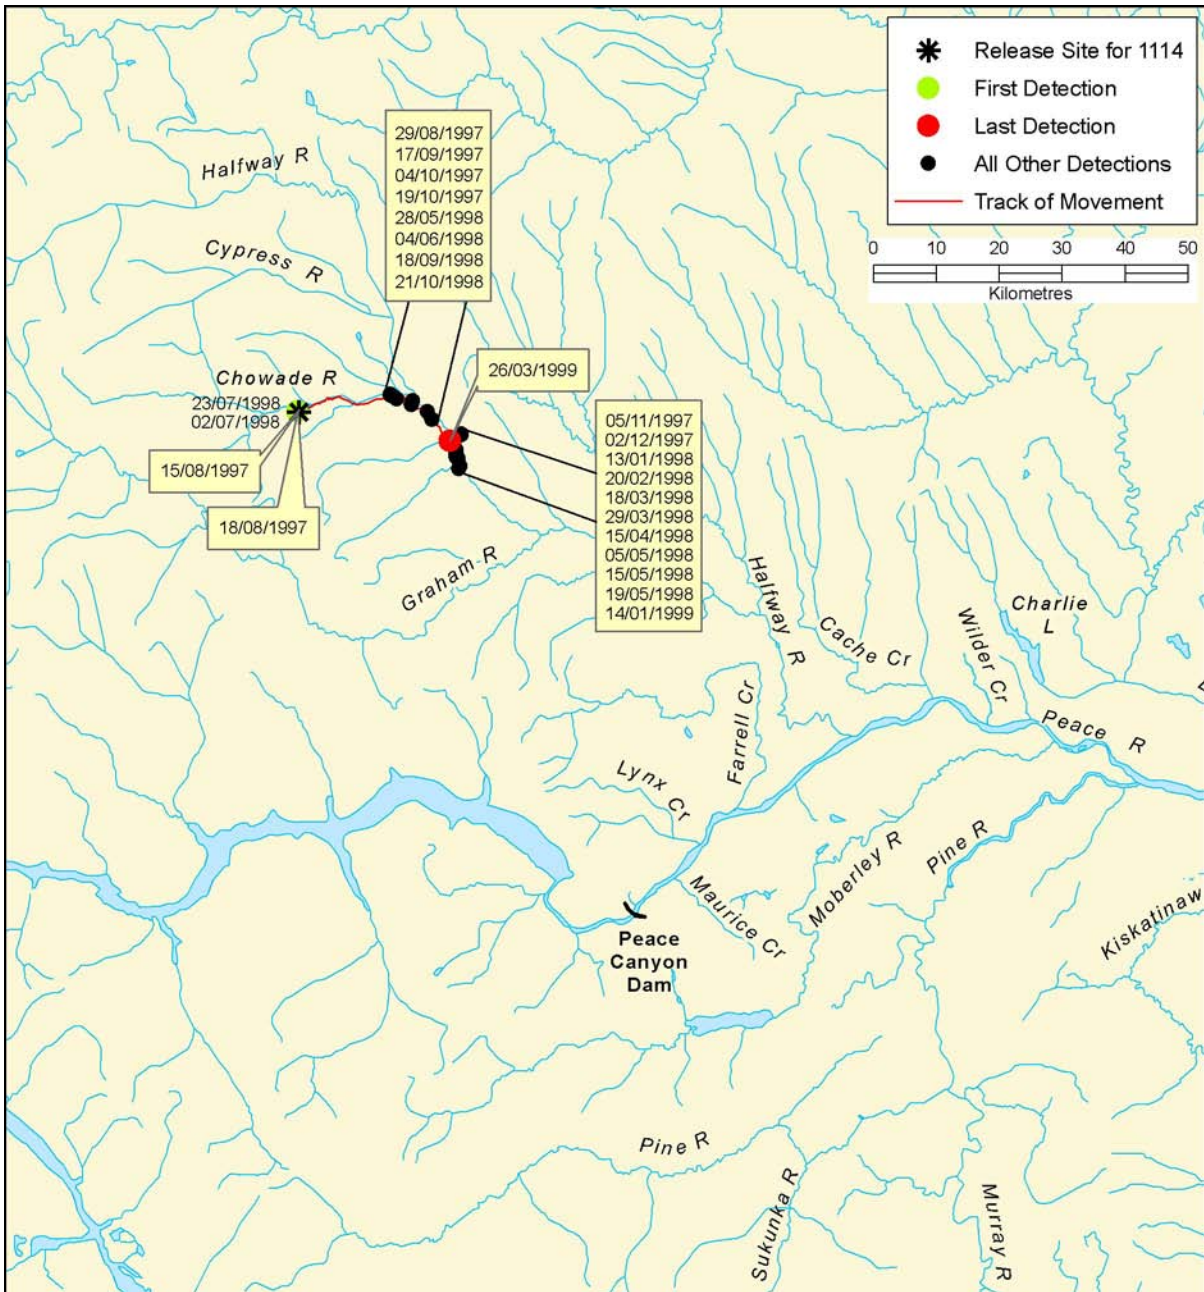 Release Site for 1114
First Detection
Last Detection
All Other Detections
Track of Movement
0 10 20 30 40 50
Kilometres
29/08/1997
17/09/1997
04/10/1997
19/10/1997
28/05/1998
04/06/1998
18/09/1998
21/10/1998
Halfway R
Cypress R
Chowade R
23/07/1998
02/07/1998
26/03/1999
15/08/1997
18/08/1997
05/11/1997
02/12/1997
13/01/1998
20/02/1998
18/03/1998
29/03/1998
15/04/1998
05/05/1998
15/05/1998
19/05/1998
14/01/1999
Graham R
Halfway R
Cache Cr
Wilder Cr
Charlie
L
Peace R
Farrell Cr
Lynx Cr
Maurice Cr
Moberley R
Pine R
Kiskatinaw
Peace
Canyon
Dam
Pine R
Sukunka R
Murray R